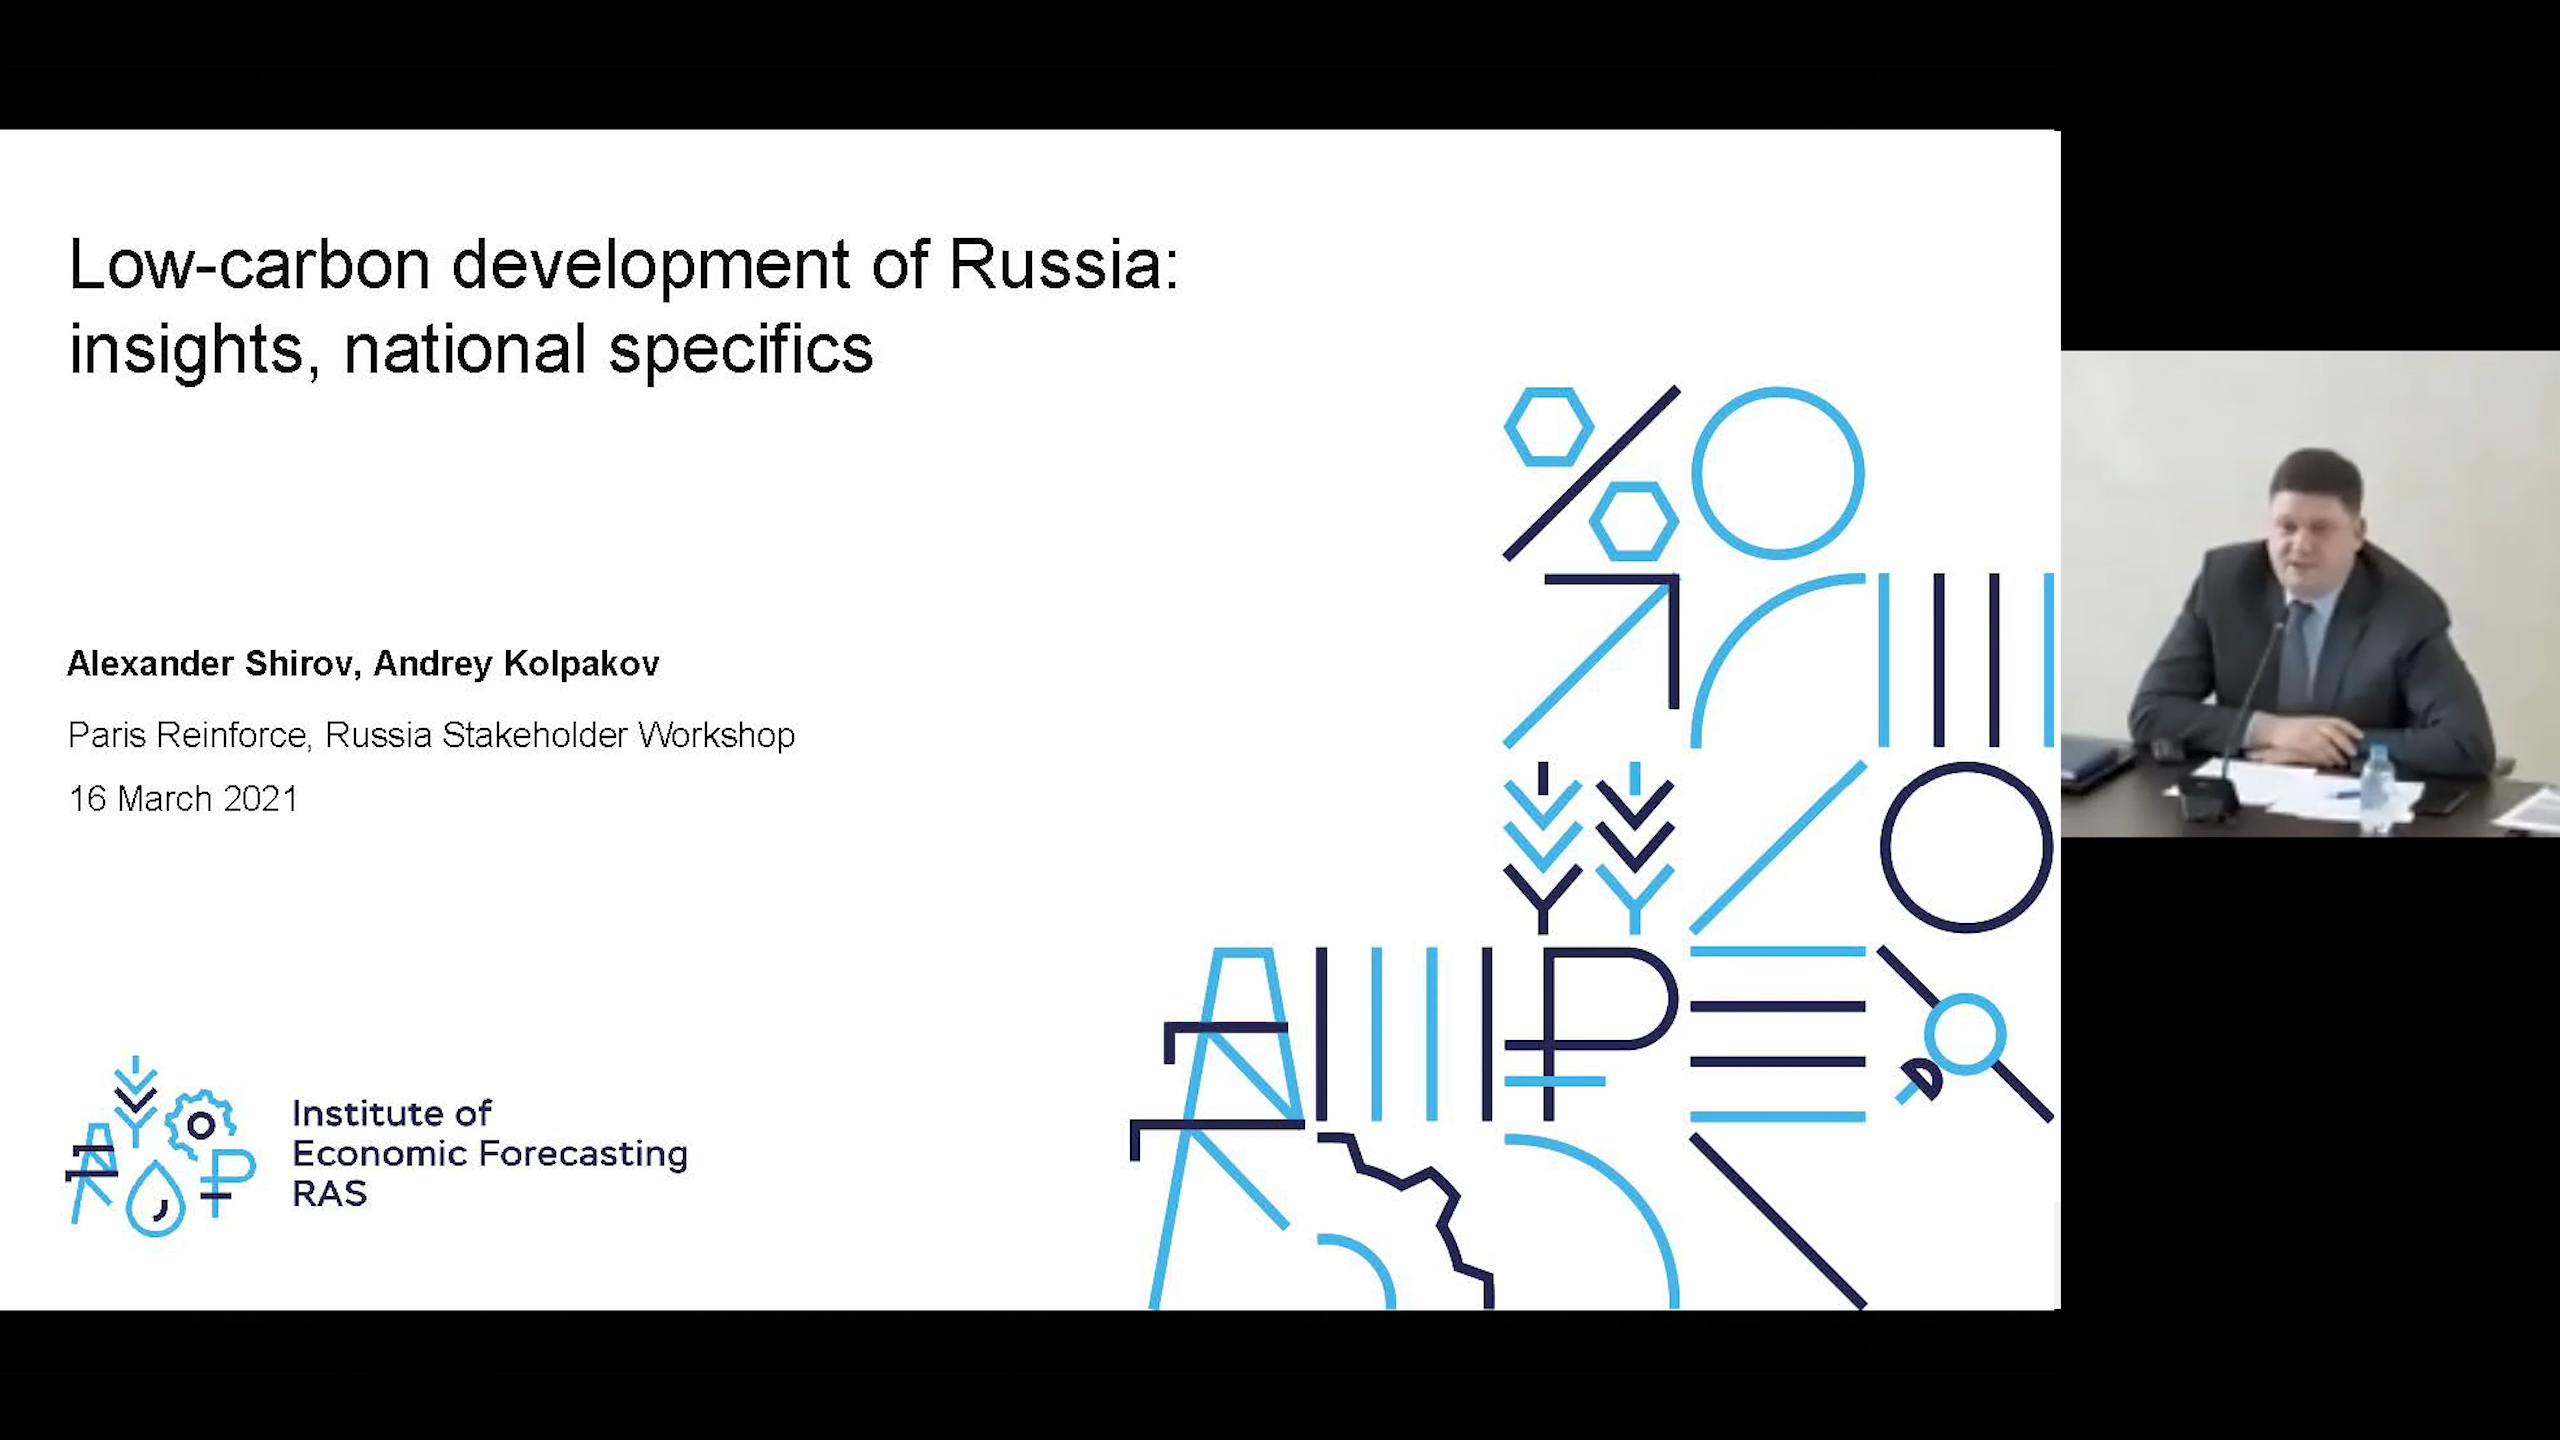 Low-carbon development of Russia:
insights, national specifics
Alexander Shirov, Andrey Kolpakov
Paris Reinforce, Russia Stakeholder Workshop
16 March 2021
Institute of
Economic Forecasting
RAS